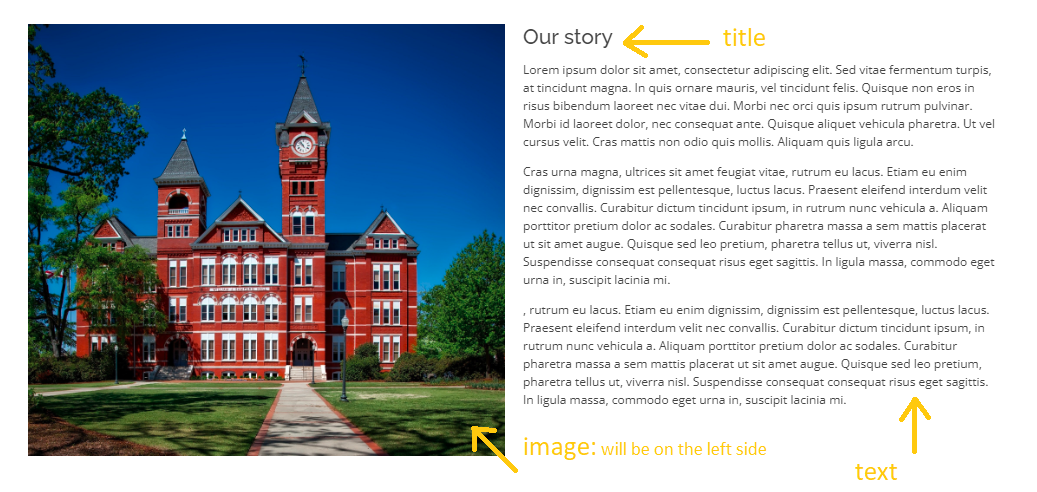 Our story
title
Lorem ipsum dolor sit amet, consectetur adipiscing elit. Sed vitae fermentum turpis,
at tincidunt magna. In quis ornare mauris, vel tincidunt felis. Quisque non eros in
risus bibendum laoreet nec vitae dui. Morbi nec orci quis ipsum rutrum pulvinar.
Morbi id laoreet dolor, nec consequat ante. Quisque aliquet vehicula pharetra. Ut vel
cursus velit. Cras mattis non odio quis mollis. Aliquam quis ligula arcu.
Cras urna magna, ultrices sit amet feugiat vitae, rutrum eu lacus. Etiam eu enim
dignissim, dignissim est pellentesque, luctus lacus. Praesent eleifend interdum velit
nec convallis. Curabitur dictum tincidunt ipsum, in rutrum nunc vehicula a. Aliquam
porttitor pretium dolor ac sodales. Curabitur pharetra massa a sem mattis placerat
ut sit amet augue. Quisque sed leo pretium, pharetra tellus ut, viverra nisl.
Suspendisse consequat consequat risus eget sagittis. In ligula massa, commodo eget
urna in, suscipit lacinia mi.
, rutrum eu lacus. Etiam eu enim dignissim, dignissim est pellentesque, luctus lacus.
Praesent eleifend interdum velit nec convallis. Curabitur dictum tincidunt ipsum, in
rutrum nunc vehicula a. Aliquam porttitor pretium dolor ac sodales. Curabitur
pharetra massa a sem mattis placerat ut sit amet augue. Quisque sed leo pretium,
pharetra tellus ut, viverra nisl. Suspendisse consequat consequat risus eget sagittis.
In ligula massa, commodo eget urna in, suscipit lacinia mi.
image: will be on the left side
text